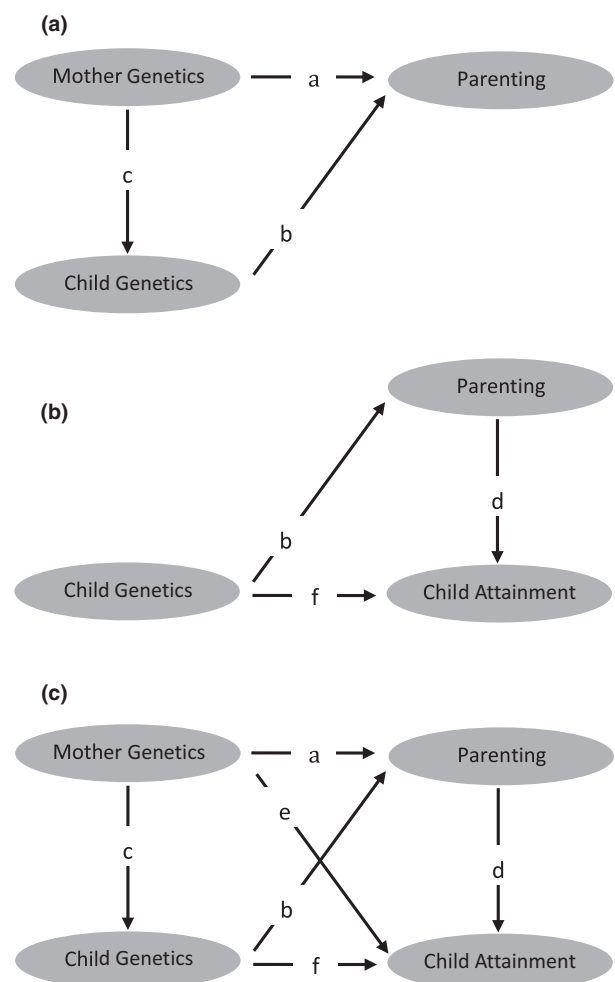 (a)
Mother Genetics
a
Parenting
c
b
Child Genetics
Parenting
(b)
d
b
Child Genetics
f
Child Attainment
(c)
Mother Genetics
a
Parenting
e
c
d
b
Child Genetics
f
Child Attainment